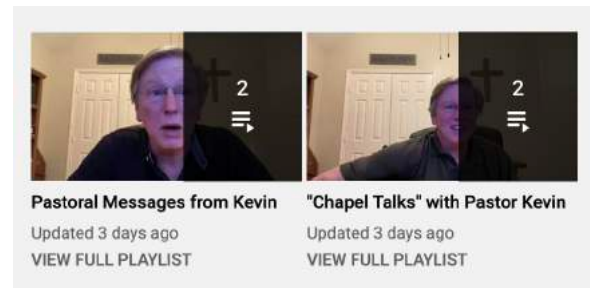 2
2
Pastoral Messages from Kevin
"Chapel Talks" with Pastor Kevin
Updated 3 days ago
Updated 3 days ago
VIEW FULL PLAYLIST
VIEW FULL PLAYLIST